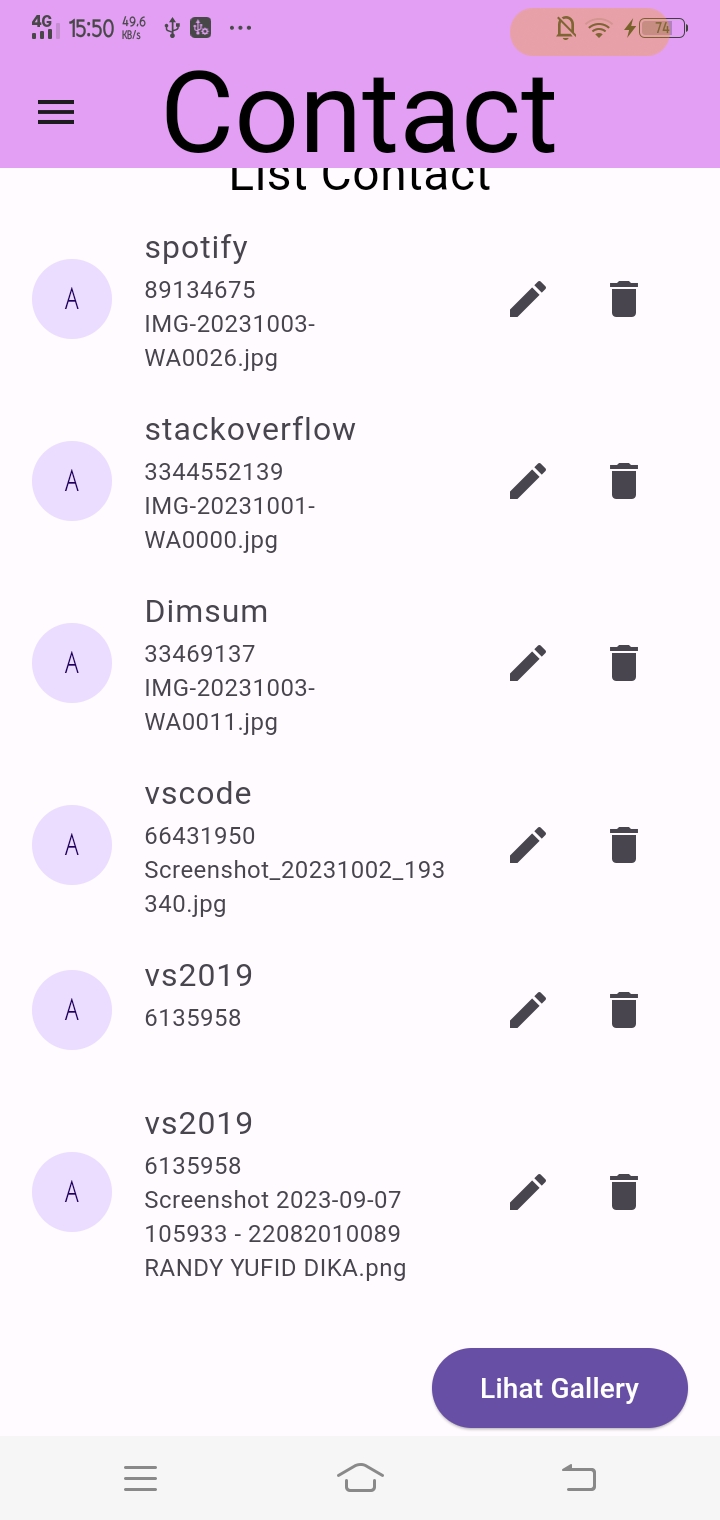 4G 15:50 49.6 KB/s 74
Contact
List Contact
spotify
A
89134675
IMG-20231003-
WA0026.jpg
stackoverflow
A
3344552139
IMG-20231001-
WA0000.jpg
Dimsum
A
33469137
IMG-20231003-
WA0011.jpg
vscode
A
66431950
Screenshot_20231002_193
340.jpg
vs2019
A
6135958
vs2019
A
6135958
Screenshot 2023-09-07
105933 - 22082010089
RANDY YUFID DIKA.png
Lihat Gallery